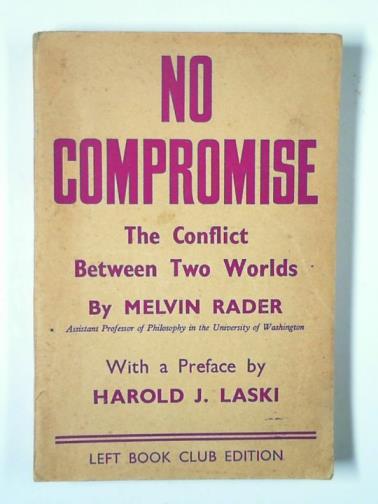 NO
COMPROMISE
The Conflict
Between Two Worlds
By MELVIN RADER
Assistant Professor of Philosophy in the University of Washington
With a Preface by
HAROLD J. LASKI
LEFT BOOK CLUB EDITION